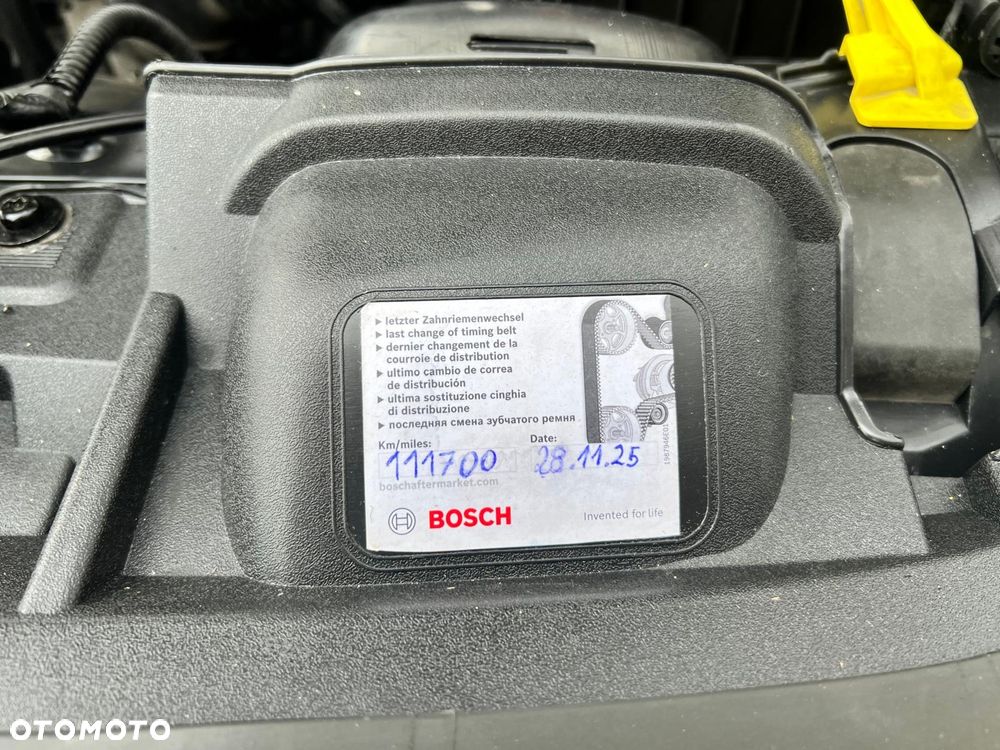 ▸ letzter Zahnriemenwechsel
▸ last change of timing belt
▸ dernier changement de la
courroie de distribution
▸ ultimo cambio de correa
de distribución
▸ ultima sostituzione cinghia
di distribuzione
▸ последняя смена зубчатого ремня
Km/miles: Date:
111700 28.11.25
boschaftermarket.com
BOSCH Invented for life
OTOMOTO